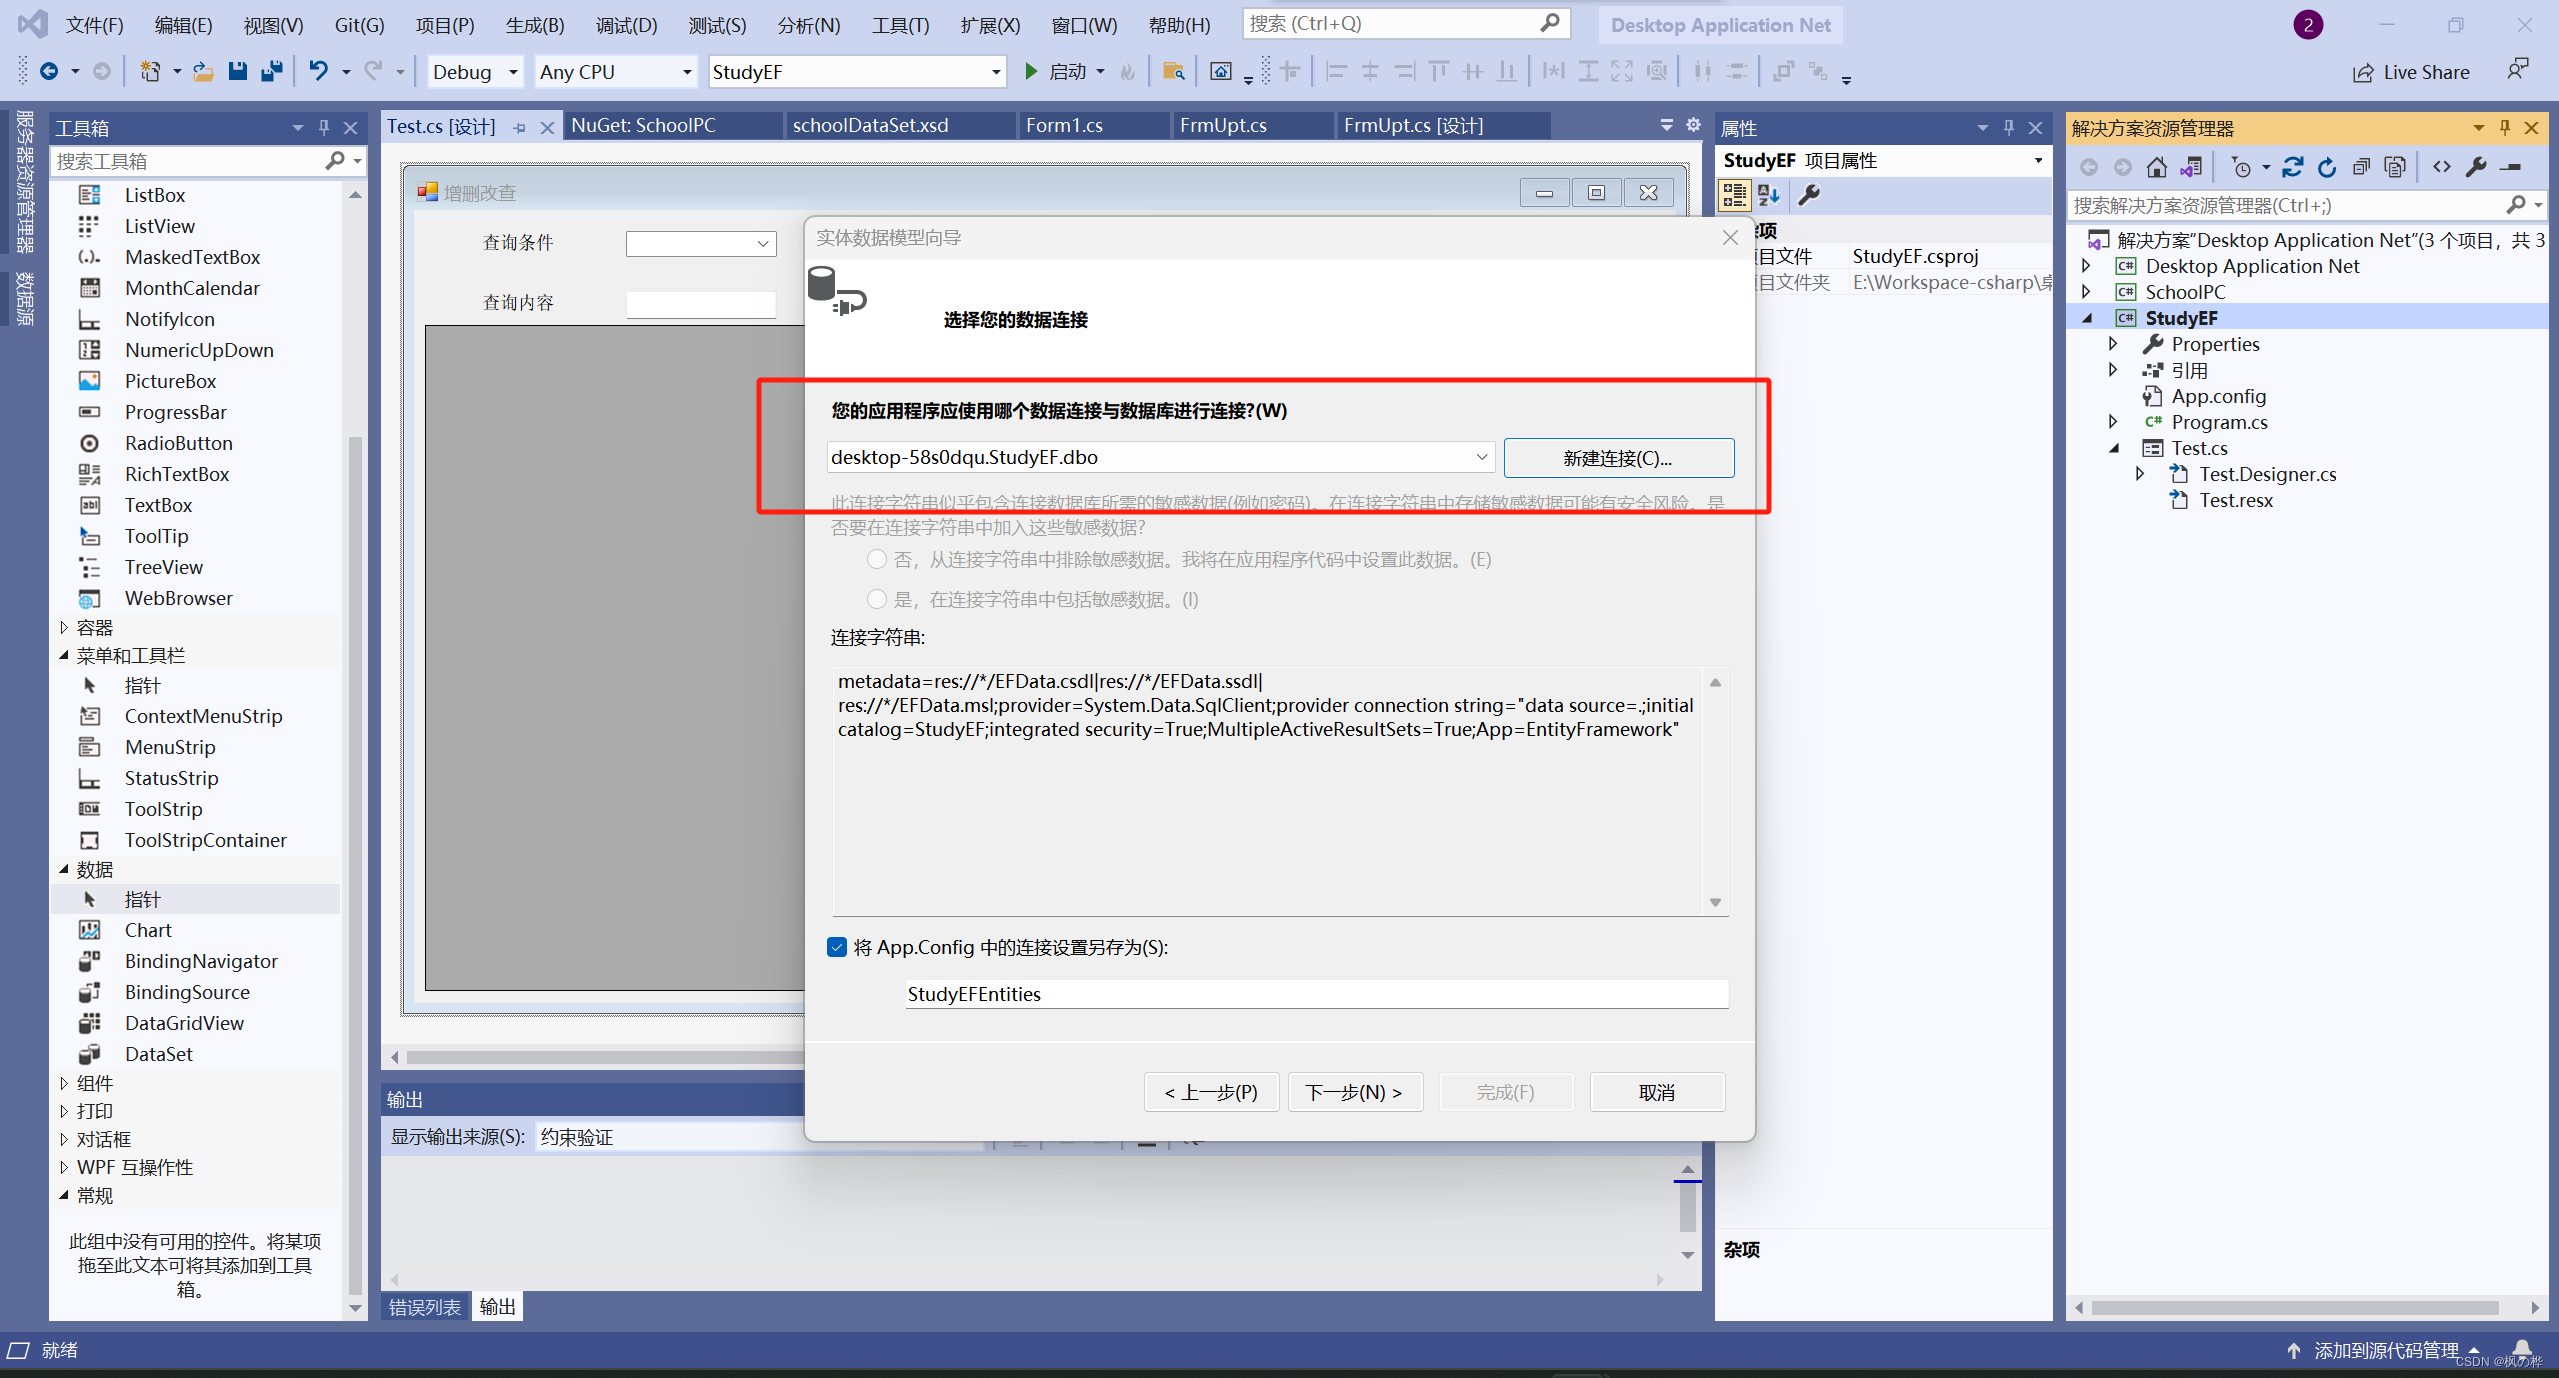 文件(F) 编辑(E) 视图(V) Git(G) 项目(P) 生成(B) 调试(D) 测试(S) 分析(N) 工具(T) 扩展(X) 窗口(W) 帮助(H) 搜索 (Ctrl+Q) Desktop Application Net 2
Debug Any CPU StudyEF 启动 Live Share
服务器资源管理器
数据源
工具箱
搜索工具箱
ListBox
ListView
MaskedTextBox
MonthCalendar
NotifyIcon
NumericUpDown
PictureBox
ProgressBar
RadioButton
RichTextBox
TextBox
ToolTip
TreeView
WebBrowser
容器
菜单和工具栏
指针
ContextMenuStrip
MenuStrip
StatusStrip
ToolStrip
ToolStripContainer
数据
指针
Chart
BindingNavigator
BindingSource
DataGridView
DataSet
组件
打印
对话框
WPF 互操作性
常规
此组中没有可用的控件。将某项
拖至此文本可将其添加到工具
箱。
Test.cs [设计] NuGet: SchoolPC schoolDataSet.xsd Form1.cs FrmUpt.cs FrmUpt.cs [设计]
增删改查
查询条件
查询内容
实体数据模型向导
选择您的数据连接
您的应用程序应使用哪个数据连接与数据库进行连接?(W)
desktop-58s0dqu.StudyEF.dbo 新建连接(C)...
此连接字符串似乎包含连接数据库所需的敏感数据(例如密码)。在连接字符串中存储敏感数据可能有安全风险。是
否要在连接字符串中加入这些敏感数据?
否，从连接字符串中排除敏感数据。我将在应用程序代码中设置此数据。(E)
是，在连接字符串中包括敏感数据。(I)
连接字符串:
metadata=res://*/EFData.csdl|res://*/EFData.ssdl|
res://*/EFData.msl;provider=System.Data.SqlClient;provider connection string="data source=.;initial
catalog=StudyEF;integrated security=True;MultipleActiveResultSets=True;App=EntityFramework"
将 App.Config 中的连接设置另存为(S):
StudyEFEntities
< 上一步(P) 下一步(N) > 完成(F) 取消
输出
显示输出来源(S): 约束验证
错误列表 输出
属性
StudyEF 项目属性
杂项
项目文件 StudyEF.csproj
项目文件夹 E:\Workspace-csharp\桌
杂项
解决方案资源管理器
搜索解决方案资源管理器(Ctrl+;)
解决方案"Desktop Application Net"(3 个项目，共 3
Desktop Application Net
SchoolPC
StudyEF
Properties
引用
App.config
Program.cs
Test.cs
Test.Designer.cs
Test.resx
就绪 添加到源代码管理
CSDN @枫の桦